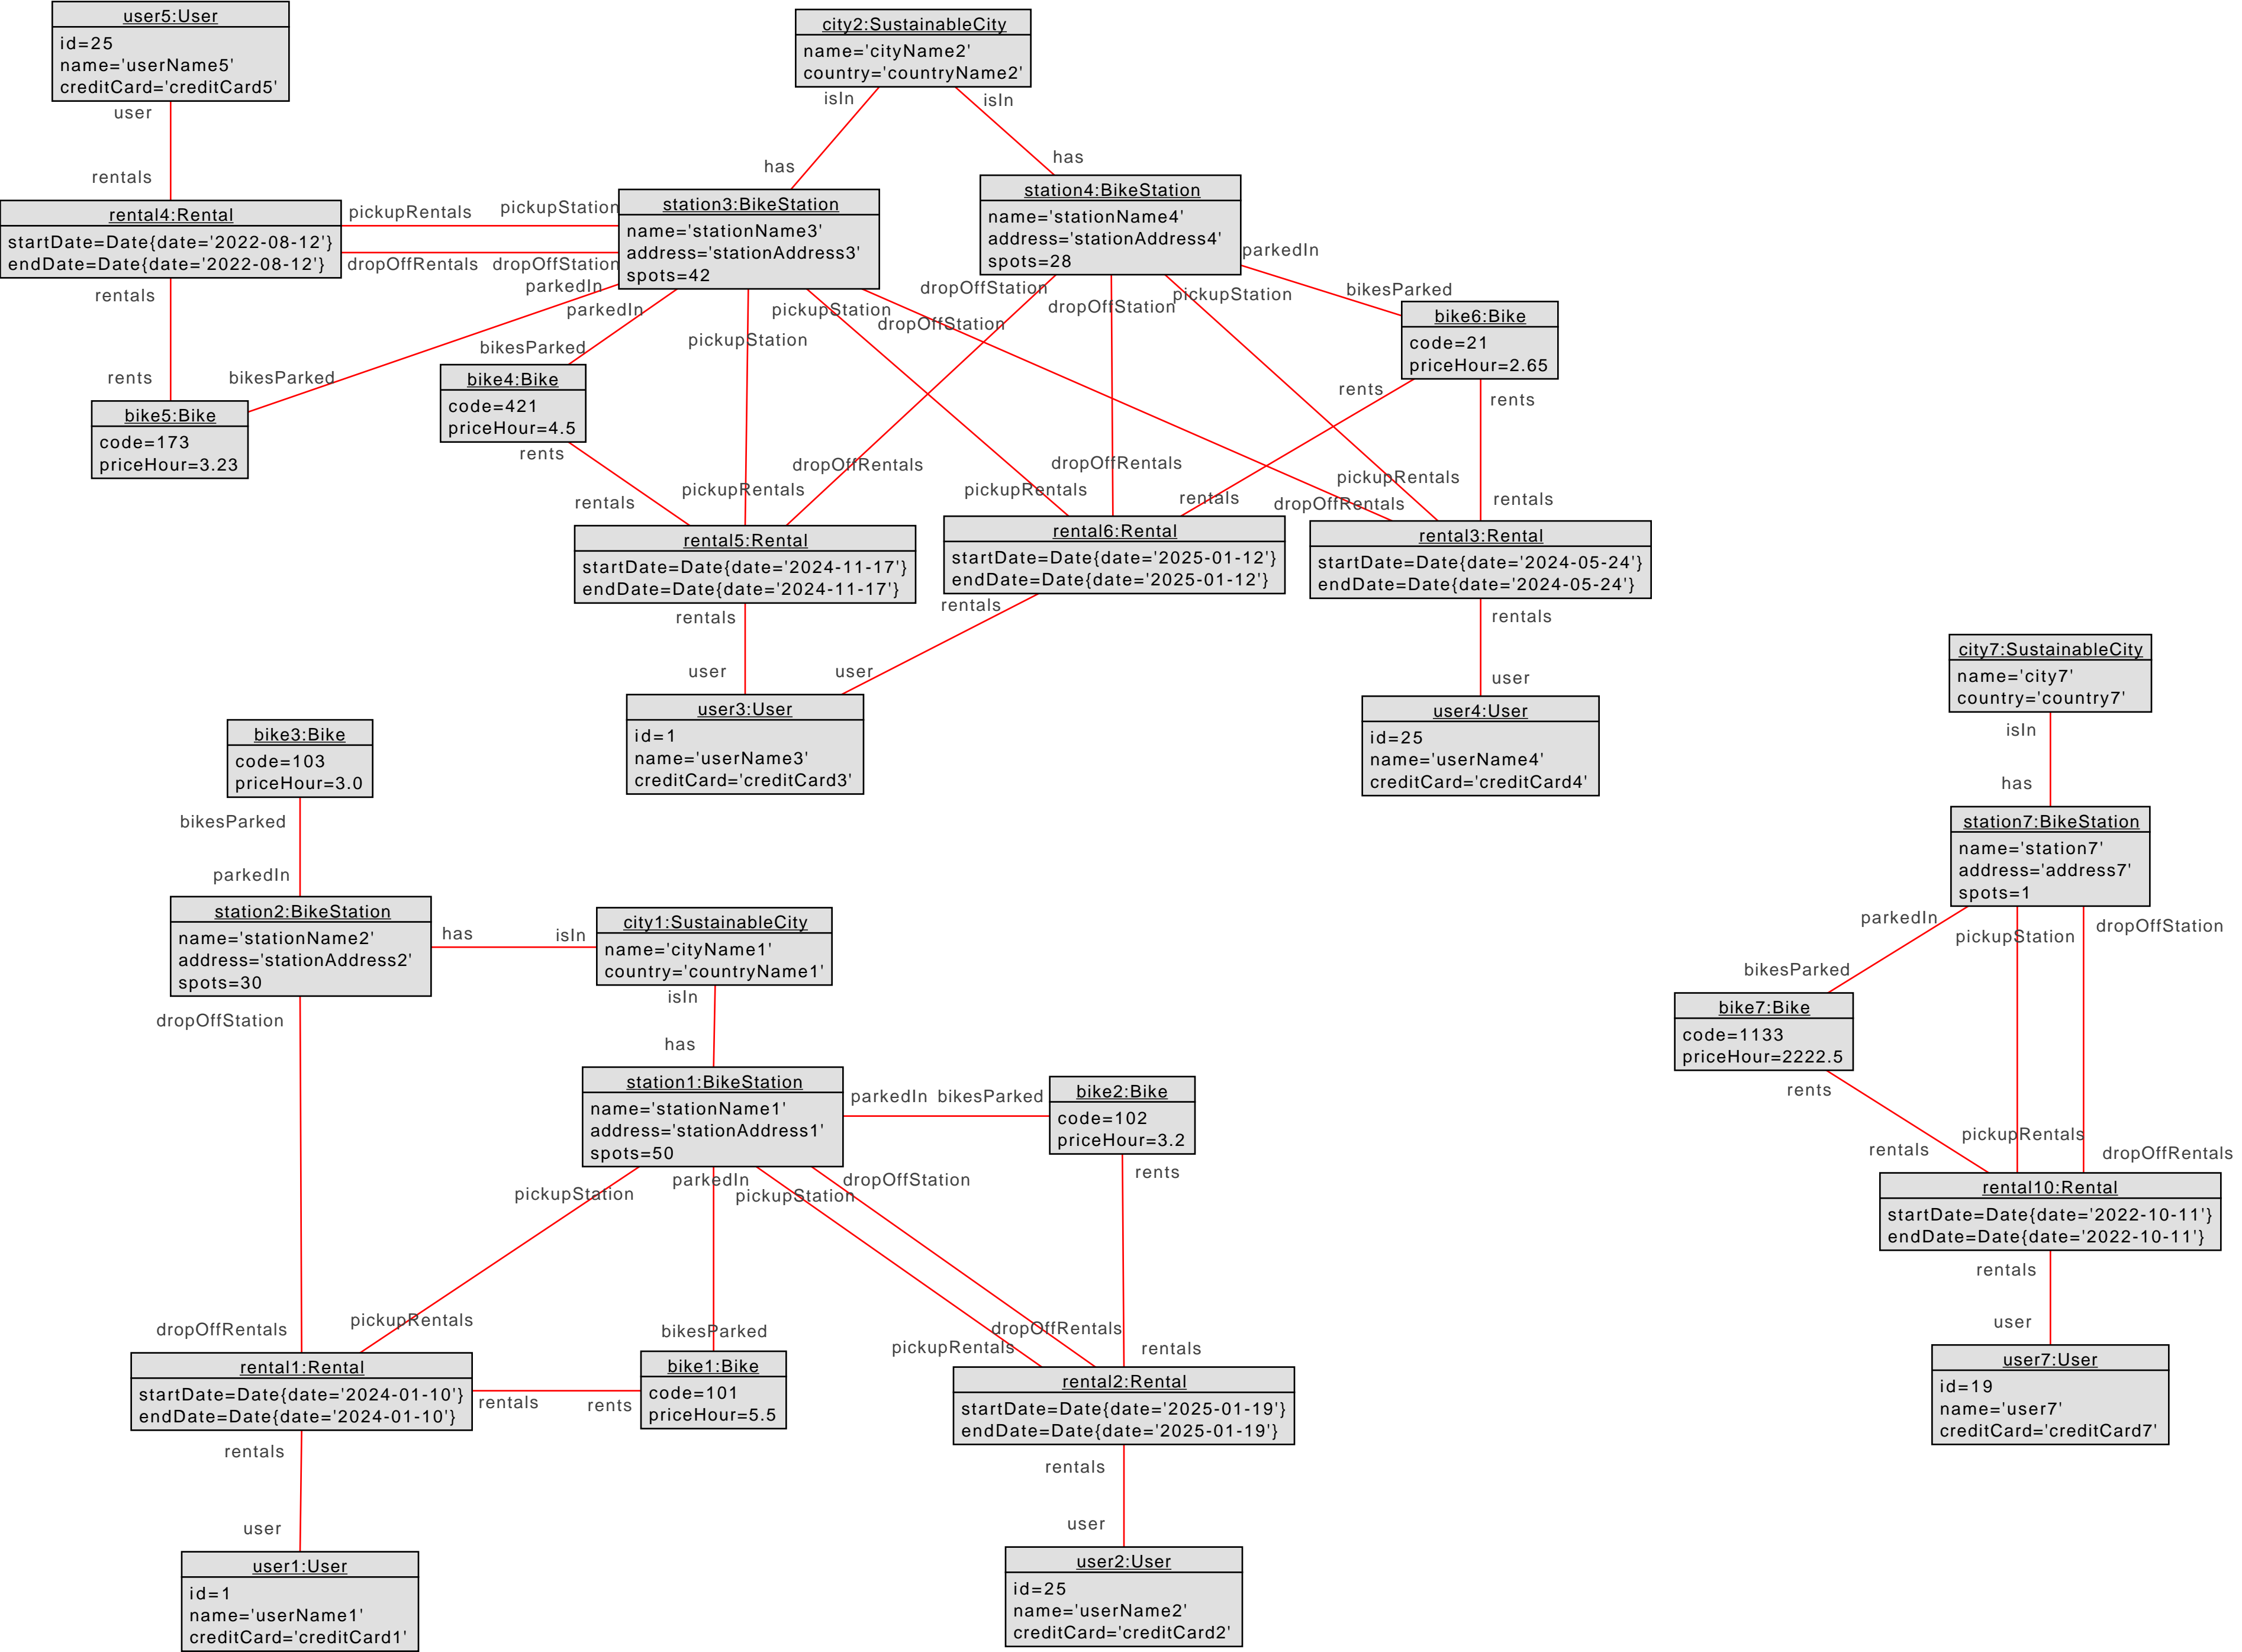 user5:User
id=25
name='userName5'
creditCard='creditCard5'
user
rentals
city2:SustainableCity
name='cityName2'
country='countryName2'
isIn
isIn
has
has
rental4:Rental
startDate=Date{date='2022-08-12'}
endDate=Date{date='2022-08-12'}
pickupRentals
pickupStation
dropOffRentals
dropOffStation
rentals
rents
station3:BikeStation
name='stationName3'
address='stationAddress3'
spots=42
station4:BikeStation
name='stationName4'
address='stationAddress4'
spots=28
parkedIn
bikesParked
parkedIn
parkedIn
pickupStation
pickupStation
dropOffStation
dropOffStation
dropOffStation
pickupStation
bike6:Bike
code=21
priceHour=2.65
rents
rents
bikesParked
bikesParked
bike4:Bike
code=421
priceHour=4.5
rents
bike5:Bike
code=173
priceHour=3.23
rentals
pickupRentals
dropOffRentals
pickupRentals
dropOffRentals
rentals
dropOffRentals
pickupRentals
rentals
rental5:Rental
startDate=Date{date='2024-11-17'}
endDate=Date{date='2024-11-17'}
rental6:Rental
startDate=Date{date='2025-01-12'}
endDate=Date{date='2025-01-12'}
rental3:Rental
startDate=Date{date='2024-05-24'}
endDate=Date{date='2024-05-24'}
rentals
rentals
rentals
user
user
user
user3:User
id=1
name='userName3'
creditCard='creditCard3'
user4:User
id=25
name='userName4'
creditCard='creditCard4'
city7:SustainableCity
name='city7'
country='country7'
isIn
has
station7:BikeStation
name='station7'
address='address7'
spots=1
parkedIn
pickupStation
dropOffStation
bikesParked
bike7:Bike
code=1133
priceHour=2222.5
rents
rentals
pickupRentals
dropOffRentals
rental10:Rental
startDate=Date{date='2022-10-11'}
endDate=Date{date='2022-10-11'}
rentals
user
user7:User
id=19
name='user7'
creditCard='creditCard7'
bike3:Bike
code=103
priceHour=3.0
bikesParked
parkedIn
station2:BikeStation
name='stationName2'
address='stationAddress2'
spots=30
has
isIn
city1:SustainableCity
name='cityName1'
country='countryName1'
isIn
has
dropOffStation
station1:BikeStation
name='stationName1'
address='stationAddress1'
spots=50
parkedIn
bikesParked
bike2:Bike
code=102
priceHour=3.2
rents
pickupStation
parkedIn
pickupStation
dropOffStation
dropOffRentals
pickupRentals
bikesParked
pickupRentals
dropOffRentals
rentals
rental1:Rental
startDate=Date{date='2024-01-10'}
endDate=Date{date='2024-01-10'}
rentals
rents
bike1:Bike
code=101
priceHour=5.5
rental2:Rental
startDate=Date{date='2025-01-19'}
endDate=Date{date='2025-01-19'}
rentals
rentals
user
user
user1:User
id=1
name='userName1'
creditCard='creditCard1'
user2:User
id=25
name='userName2'
creditCard='creditCard2'